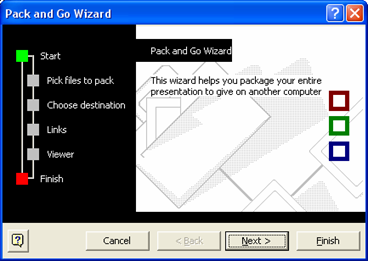 Pack and Go Wizard
Start
Pick files to pack
Choose destination
Links
Viewer
Finish
Pack and Go Wizard
This wizard helps you package your entire
presentation to give on another computer
Cancel
< Back
Next >
Finish